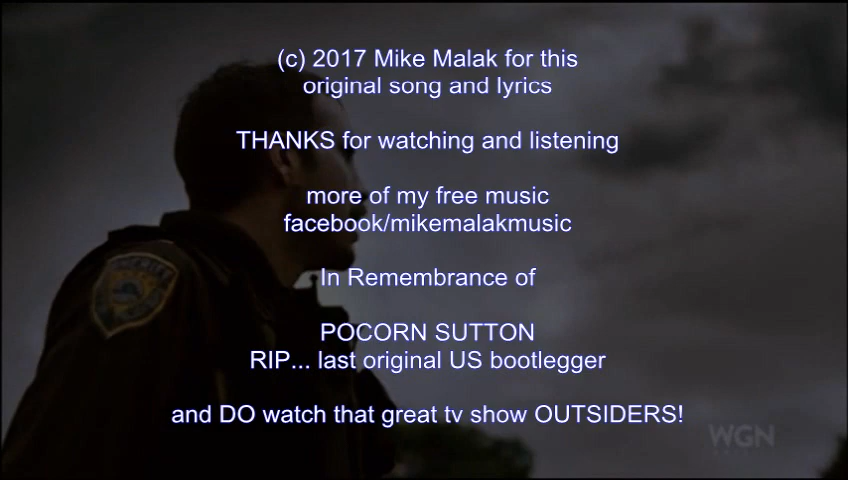 (c) 2017 Mike Malak for this
original song and lyrics
THANKS for watching and listening
more of my free music
facebook/mikemalakmusic
In Remembrance of
POCORN SUTTON
RIP... last original US bootlegger
and DO watch that great tv show OUTSIDERS!
WGN